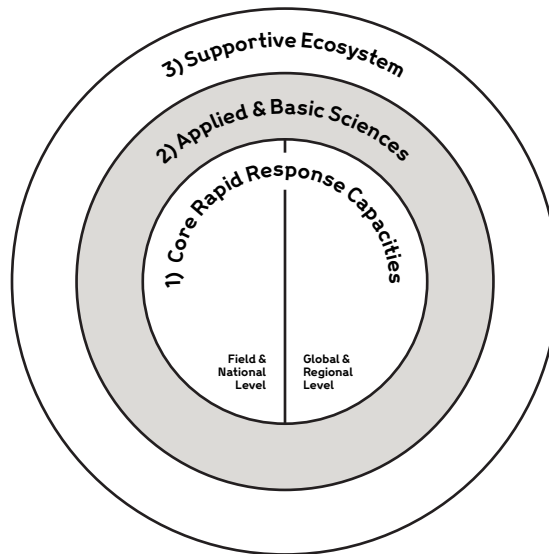 3) Supportive Ecosystem
2) Applied & Basic Sciences
1) Core Rapid Response Capacities
Field &
National
Level
Global &
Regional
Level